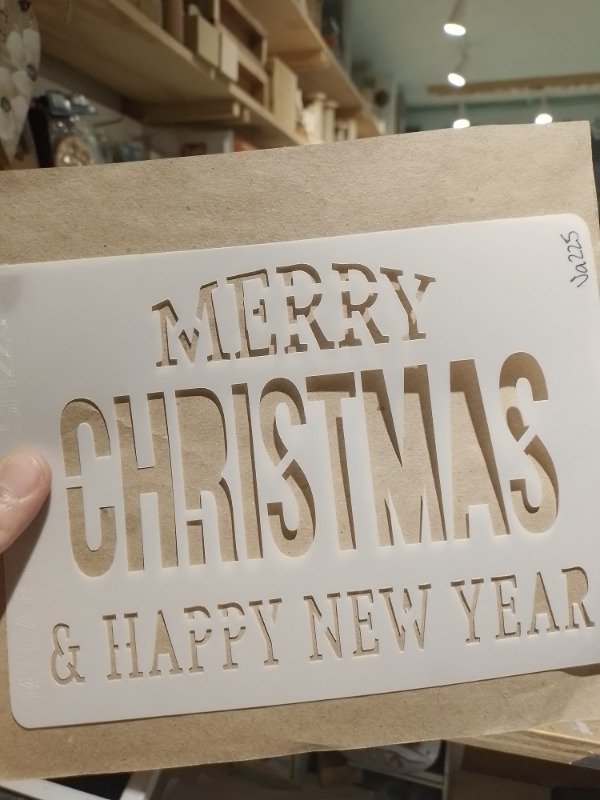 MERRY
CHRISTMAS
& HAPPY NEW YEAR
Ja225